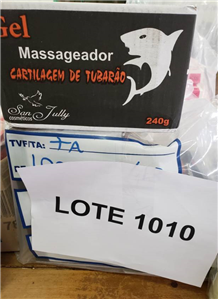 Gel
Massageador
CARTILAGEM DE TUBARÃO
San Jully
COSMÉTICOS
240g
LOTE 1010